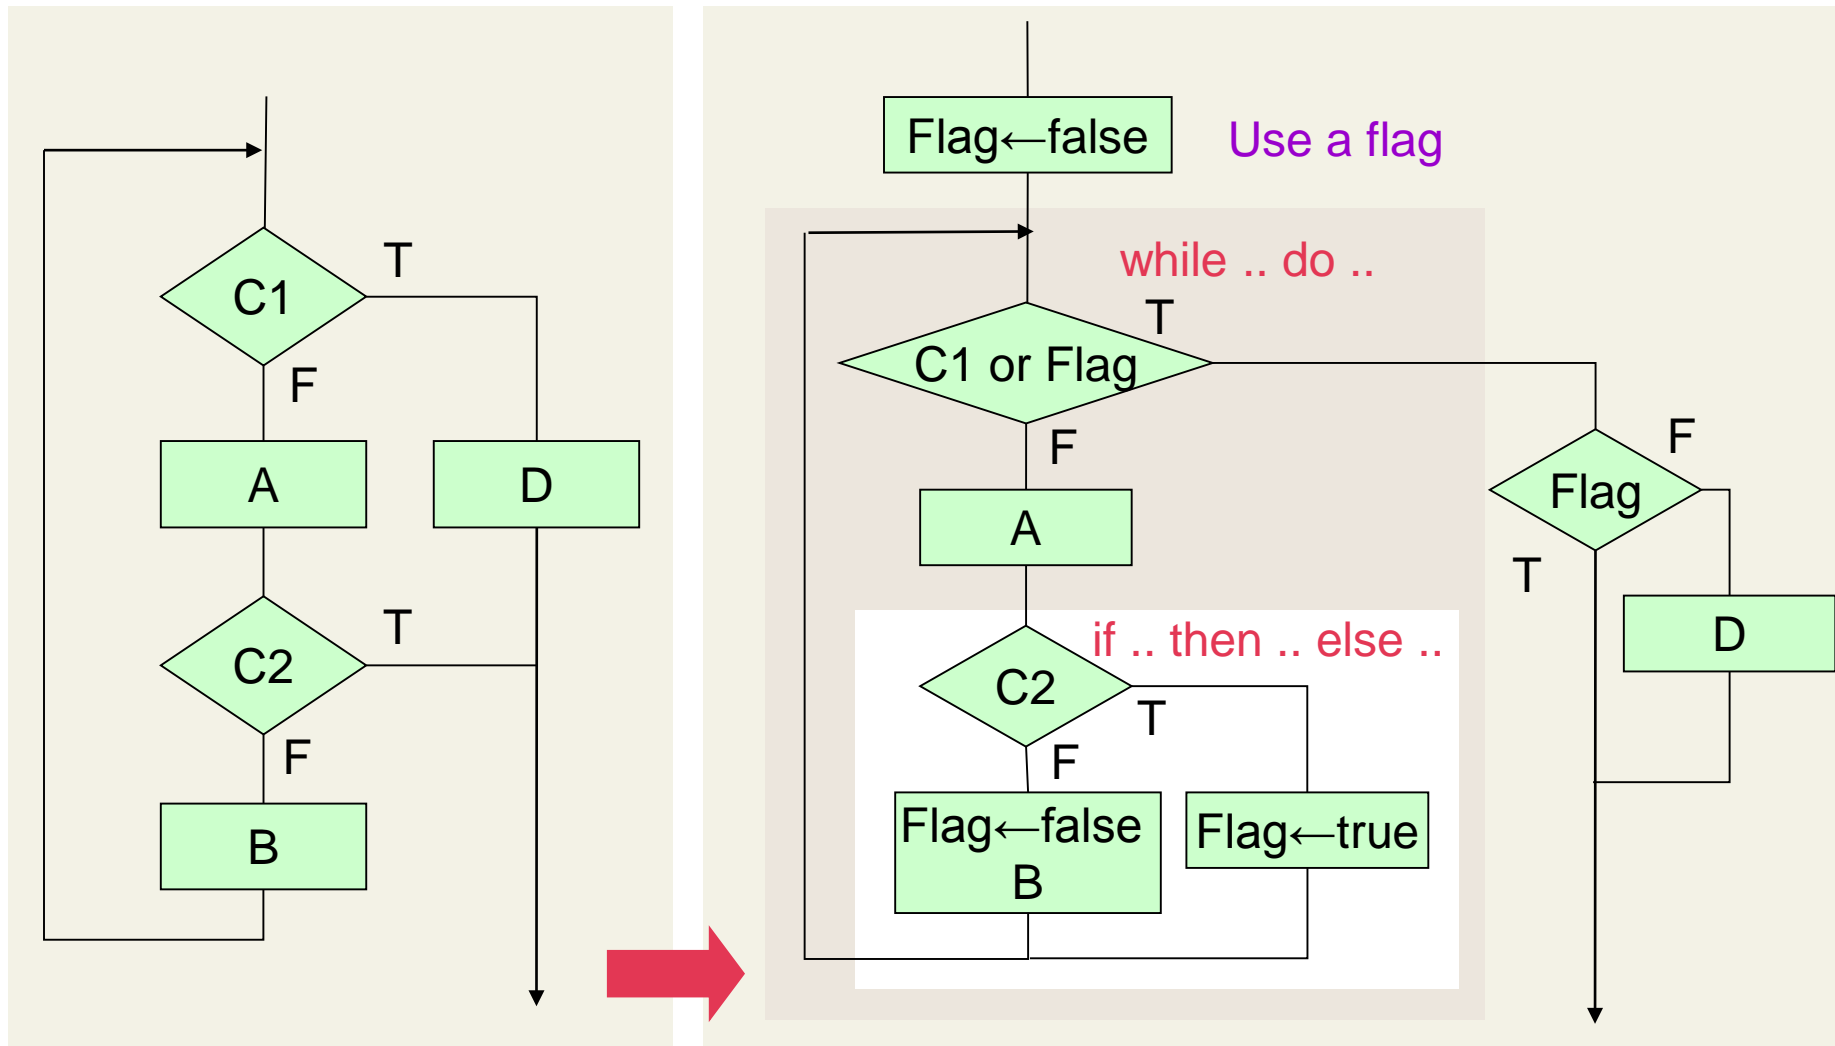 C1
T
F
A
D
C2
T
F
B
Flag←false
Use a flag
while .. do ..
T
C1 or Flag
F
A
if .. then .. else ..
C2
T
F
Flag←false
B
Flag←true
F
Flag
T
D